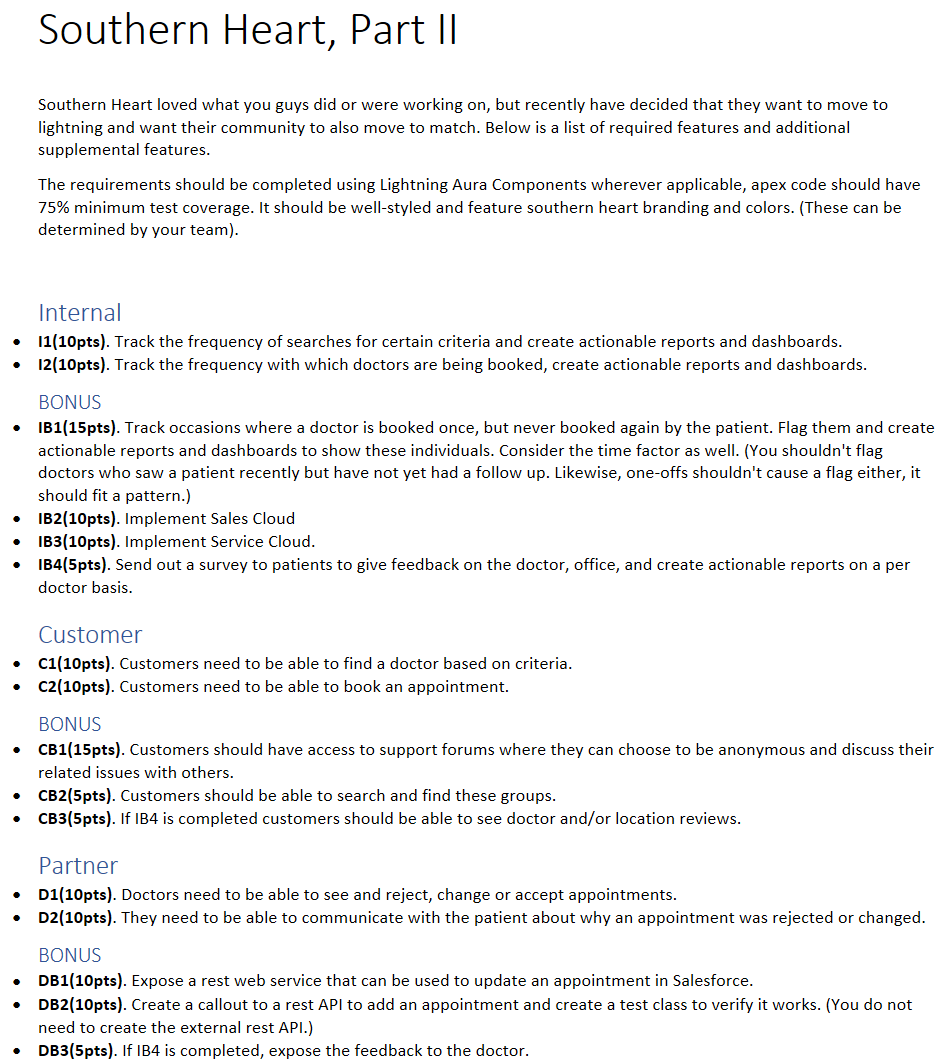 Southern Heart, Part II
Southern Heart loved what you guys did or were working on, but recently have decided that they want to move to
lightning and want their community to also move to match. Below is a list of required features and additional
supplemental features.
The requirements should be completed using Lightning Aura Components wherever applicable, apex code should have
75% minimum test coverage. It should be well-styled and feature southern heart branding and colors. (These can be
determined by your team).
Internal
• I1(10pts). Track the frequency of searches for certain criteria and create actionable reports and dashboards.
• I2(10pts). Track the frequency with which doctors are being booked, create actionable reports and dashboards.
BONUS
• IB1(15pts). Track occasions where a doctor is booked once, but never booked again by the patient. Flag them and create
actionable reports and dashboards to show these individuals. Consider the time factor as well. (You shouldn't flag
doctors who saw a patient recently but have not yet had a follow up. Likewise, one-offs shouldn't cause a flag either, it
should fit a pattern.)
• IB2(10pts). Implement Sales Cloud
• IB3(10pts). Implement Service Cloud.
• IB4(5pts). Send out a survey to patients to give feedback on the doctor, office, and create actionable reports on a per
doctor basis.
Customer
• C1(10pts). Customers need to be able to find a doctor based on criteria.
• C2(10pts). Customers need to be able to book an appointment.
BONUS
• CB1(15pts). Customers should have access to support forums where they can choose to be anonymous and discuss their
related issues with others.
• CB2(5pts). Customers should be able to search and find these groups.
• CB3(5pts). If IB4 is completed customers should be able to see doctor and/or location reviews.
Partner
• D1(10pts). Doctors need to be able to see and reject, change or accept appointments.
• D2(10pts). They need to be able to communicate with the patient about why an appointment was rejected or changed.
BONUS
• DB1(10pts). Expose a rest web service that can be used to update an appointment in Salesforce.
• DB2(10pts). Create a callout to a rest API to add an appointment and create a test class to verify it works. (You do not
need to create the external rest API.)
• DB3(5pts). If IB4 is completed, expose the feedback to the doctor.